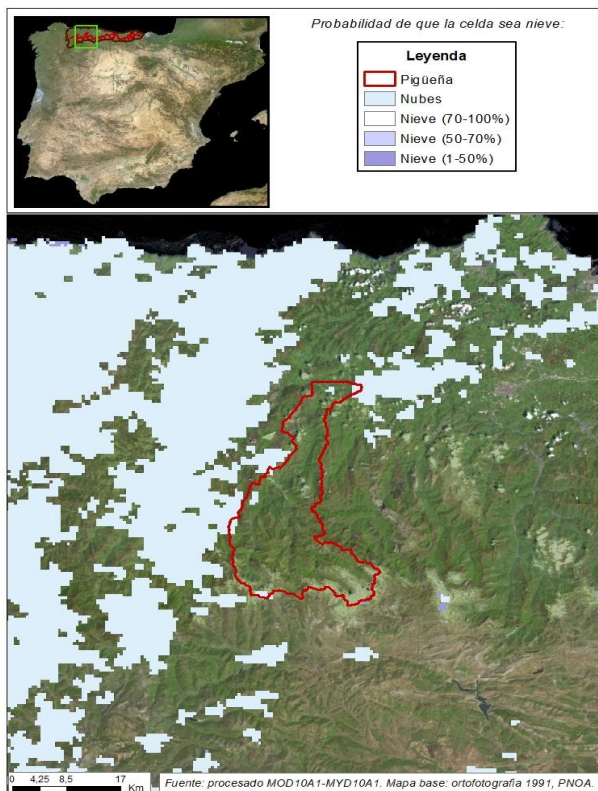 Probabilidad de que la celda sea nieve:
Leyenda
Pigüeña
Nubes
Nieve (70-100%)
Nieve (50-70%)
Nieve (1-50%)
0 4,25 8,5 17
Km
Fuente: procesado MOD10A1-MYD10A1. Mapa base: ortofotografia 1991, PNOA.